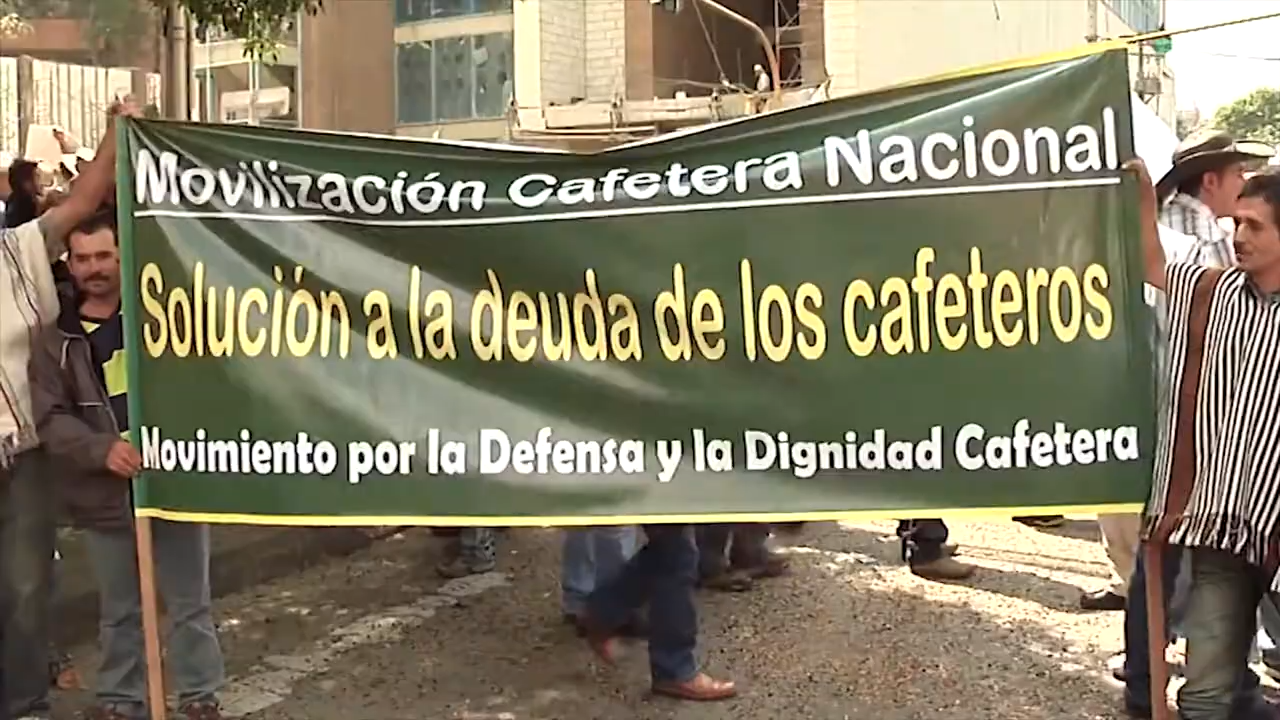 Movilización Cafetera Nacional
Solución a la deuda de los cafeteros
Movimiento por la Defensa y la Dignidad Cafetera